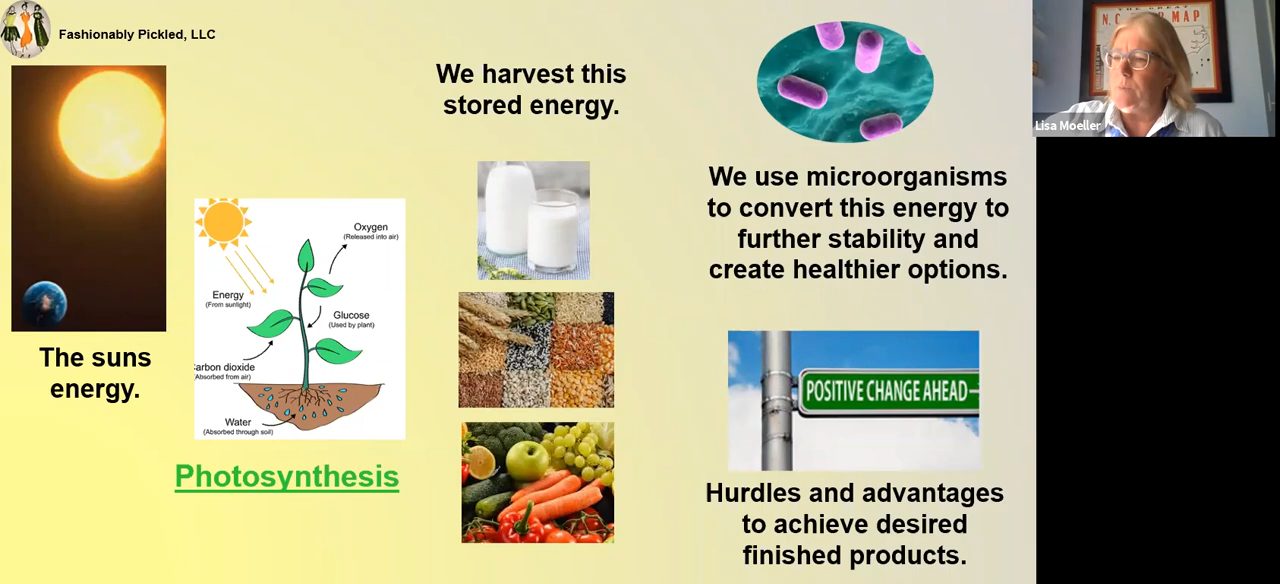 Fashionably Pickled, LLC
The suns
energy.
Oxygen
(Released into air)
Energy
(From sunlight)
Glucose
(Used by plant)
arbon dioxide
(Absorbed from air)
Water
(Absorbed through soil)
Photosynthesis
We harvest this
stored energy.
We use microorganisms
to convert this energy to
further stability and
create healthier options.
POSITIVE CHANGE AHEAD
Hurdles and advantages
to achieve desired
finished products.
N.C. MAP
Lisa Moeller